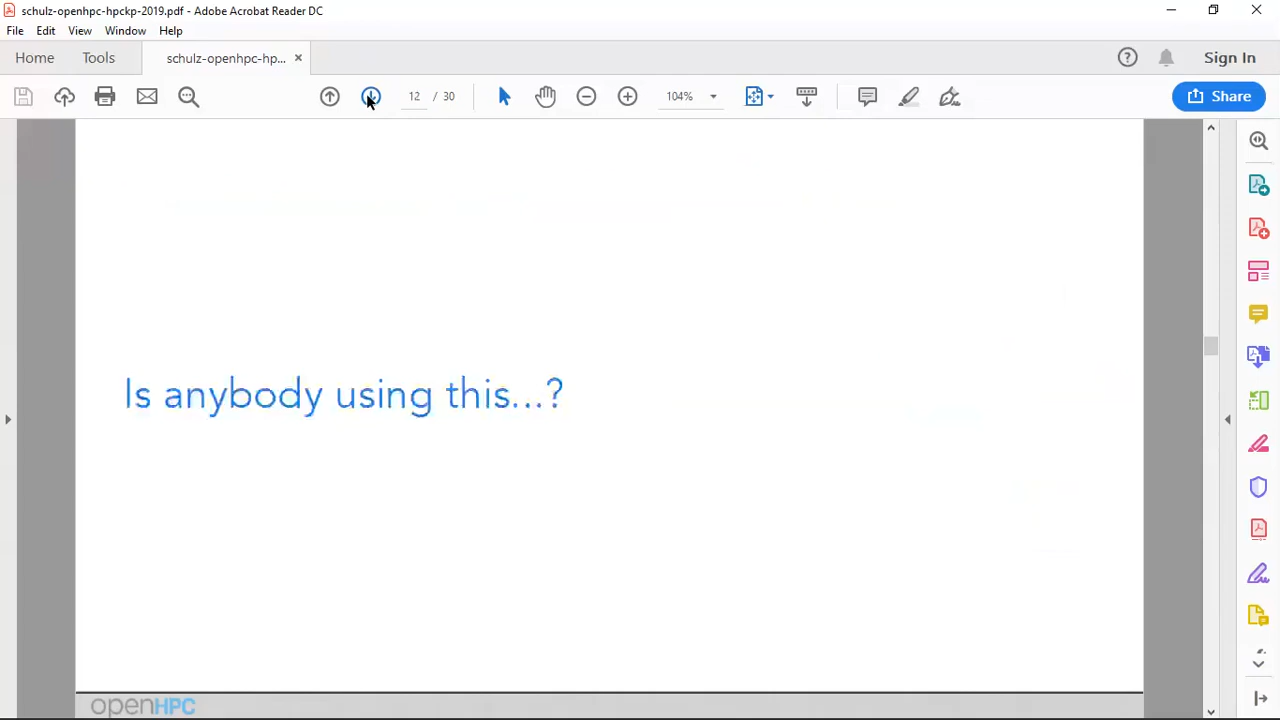 schulz-openhpc-hpckp-2019.pdf - Adobe Acrobat Reader DC
File Edit View Window Help
Home Tools schulz-openhpc-hp... Sign In
12 / 30 104% Share
Is anybody using this...?
openHPC